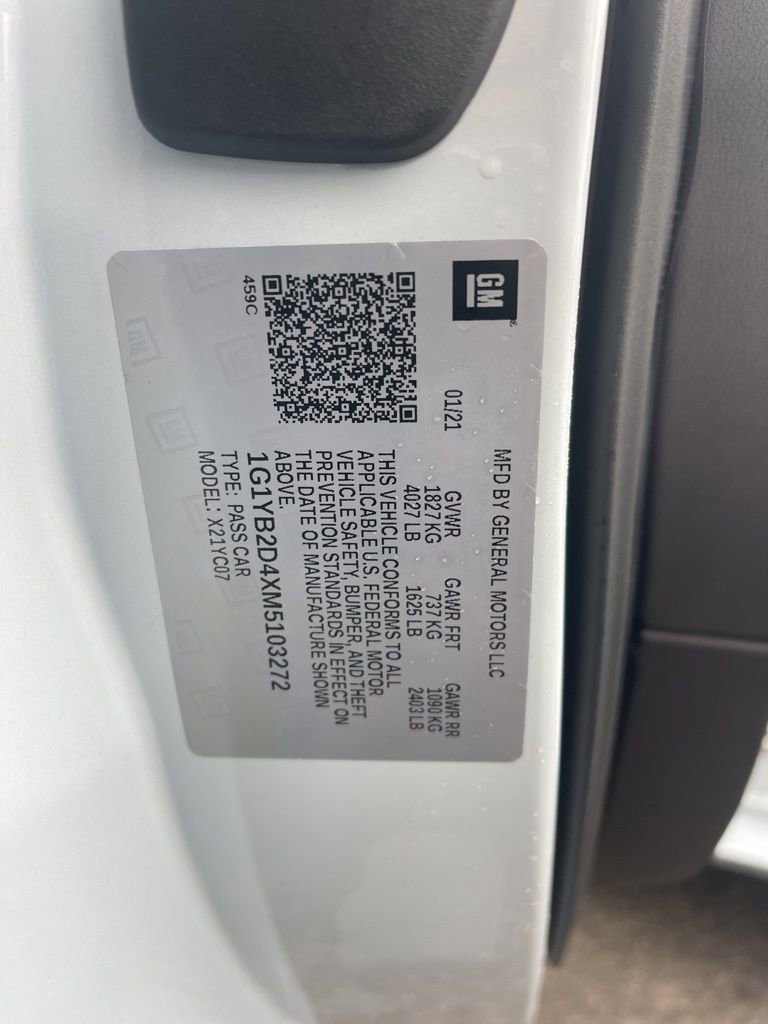 GM
MFD BY GENERAL MOTORS LLC
01/21
GVWR GAWR FRT GAWR RR
1827 KG 737 KG 1090 KG
4027 LB 1625 LB 2403 LB
THIS VEHICLE CONFORMS TO ALL
APPLICABLE U.S. FEDERAL MOTOR
VEHICLE SAFETY, BUMPER, AND THEFT
PREVENTION STANDARDS IN EFFECT ON
THE DATE OF MANUFACTURE SHOWN
ABOVE.
1G1YB2D4XM5103272
TYPE: PASS CAR
MODEL: X21YC07
459C